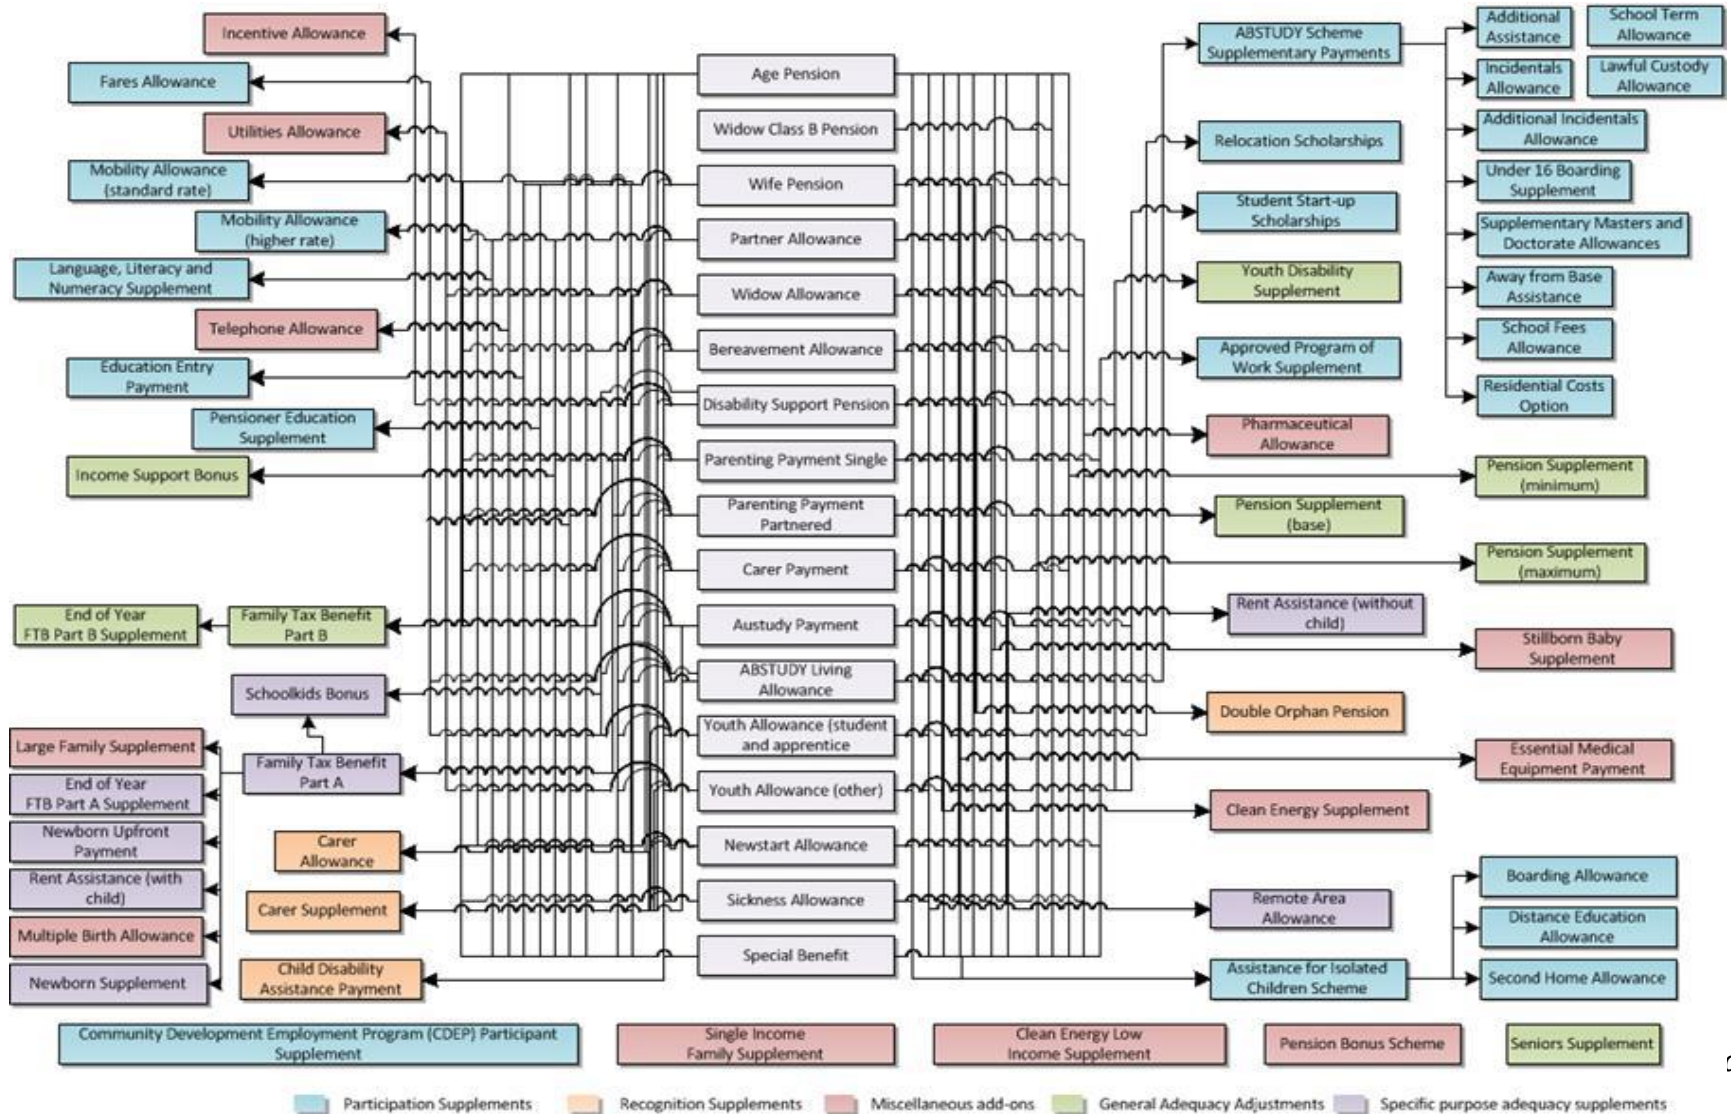 Incentive Allowance
Fares Allowance
Utilities Allowance
Mobility Allowance
(standard rate)
Mobility Allowance
(higher rate)
Language, Literacy and
Numeracy Supplement
Telephone Allowance
Education Entry
Payment
Pensioner Education
Supplement
Income Support Bonus
End of Year
FTB Part B Supplement
Family Tax Benefit
Part B
Schoolkids Bonus
Large Family Supplement
Family Tax Benefit
Part A
End of Year
FTB Part A Supplement
Newborn Upfront
Payment
Rent Assistance (with
child)
Multiple Birth Allowance
Newborn Supplement
Carer
Allowance
Carer Supplement
Child Disability
Assistance Payment
Age Pension
Widow Class B Pension
Wife Pension
Partner Allowance
Widow Allowance
Bereavement Allowance
Disability Support Pension
Parenting Payment Single
Parenting Payment
Partnered
Carer Payment
Austudy Payment
ABSTUDY Living
Allowance
Youth Allowance (student
and apprentice
Youth Allowance (other)
Newstart Allowance
Sickness Allowance
Special Benefit
ABSTUDY Scheme
Supplementary Payments
Relocation Scholarships
Student Start-up
Scholarships
Youth Disability
Supplement
Approved Program of
Work Supplement
Pharmaceutical
Allowance
Pension Supplement
(base)
Rent Assistance (without
child)
Double Orphan Pension
Clean Energy Supplement
Remote Area
Allowance
Assistance for Isolated
Children Scheme
Additional
Assistance
School Term
Allowance
Incidentals
Allowance
Lawful Custody
Allowance
Additional Incidentals
Allowance
Under 16 Boarding
Supplement
Supplementary Masters and
Doctorate Allowances
Away from Base
Assistance
School Fees
Allowance
Residential Costs
Option
Pension Supplement
(minimum)
Pension Supplement
(maximum)
Stillborn Baby
Supplement
Essential Medical
Equipment Payment
Boarding Allowance
Distance Education
Allowance
Second Home Allowance
Community Development Employment Program (CDEP) Participant
Supplement
Single Income
Family Supplement
Clean Energy Low
Income Supplement
Pension Bonus Scheme
Seniors Supplement
Participation Supplements
Recognition Supplements
Miscellaneous add-ons
General Adequacy Adjustments
Specific purpose adequacy supplements